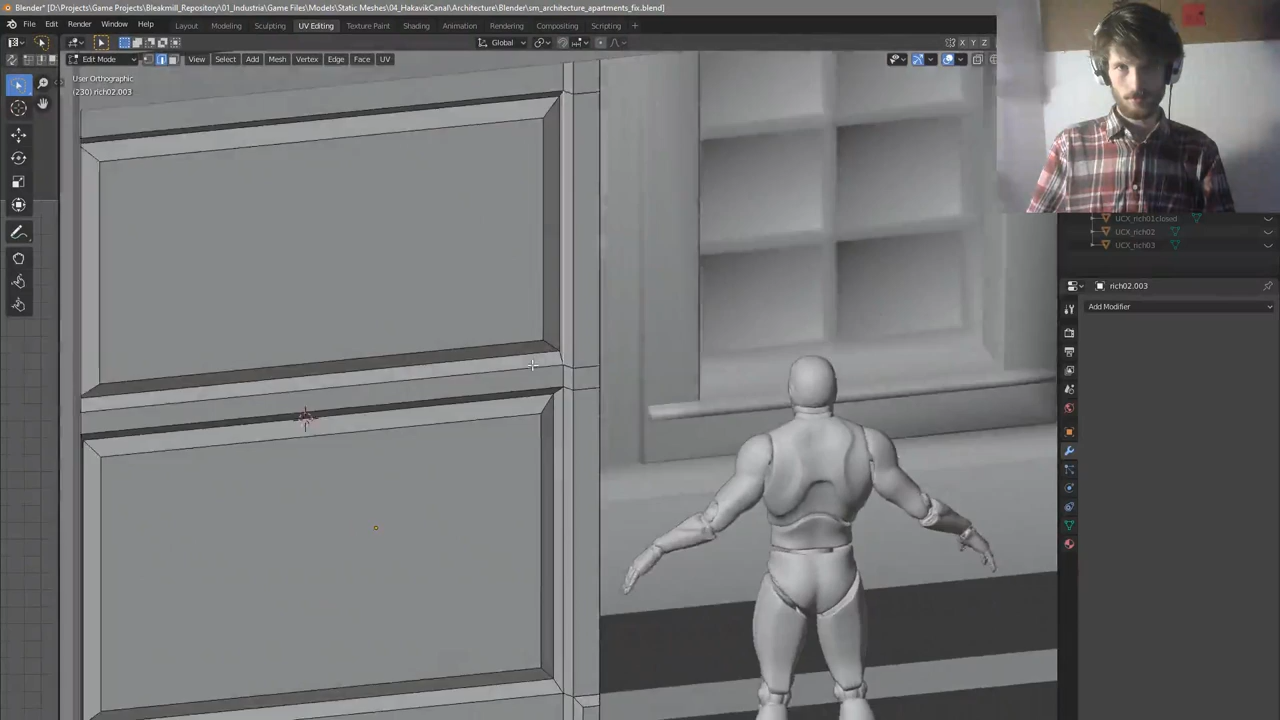 Blender* [D:\Projects\Game Projects\Bleakmill_Repository\01_Industria\Game Files\Models\Static Meshes\04_HakavikCanal\Architecture\Blender\sm_architecture_apartments_fix.blend]
File Edit Render Window Help Layout Modeling Sculpting UV Editing Texture Paint Shading Animation Rendering Compositing Scripting +
Global X Y Z
Edit Mode View Select Add Mesh Vertex Edge Face UV
User Orthographic
(230) rich02.003
UCX_rich01closed
UCX_rich02
UCX_rich03
rich02.003
Add Modifier